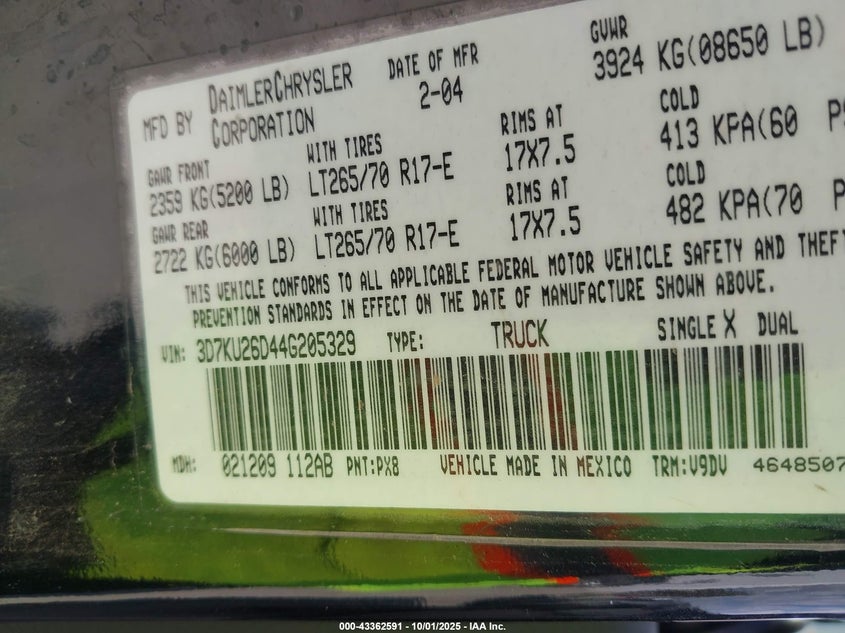 MFD BY DAIMLERCHRYSLER CORPORATION DATE OF MFR 2-04 GVWR 3924 KG(08650 LB)
GAWR FRONT WITH TIRES RIMS AT COLD
2359 KG(5200 LB) LT265/70 R17-E 17X7.5 413 KPA(60 PS
GAWR REAR WITH TIRES RIMS AT COLD
2722 KG(6000 LB) LT265/70 R17-E 17X7.5 482 KPA(70 P
THIS VEHICLE CONFORMS TO ALL APPLICABLE FEDERAL MOTOR VEHICLE SAFETY AND THEFT
PREVENTION STANDARDS IN EFFECT ON THE DATE OF MANUFACTURE SHOWN ABOVE.
VIN: 3D7KU26D44G205329 TYPE: TRUCK SINGLE X DUAL
MDH: 021209 112AB PNT:PX8 VEHICLE MADE IN MEXICO TRM:V9DV 4648507
000-43362591 - 10/01/2025 - IAA Inc.